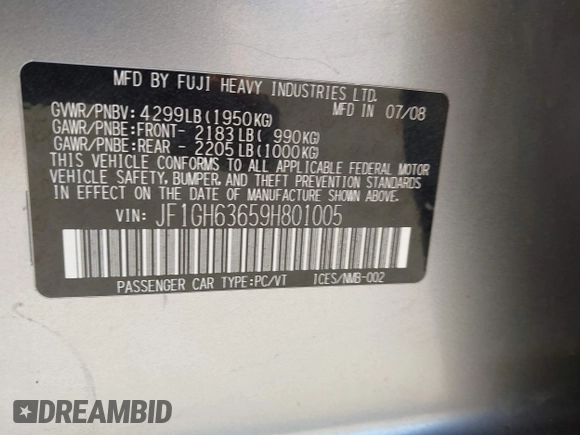 MFD BY FUJI HEAVY INDUSTRIES LTD.
MFD IN 07/08
GVWR/PNBV: 4299LB(1950KG)
GAWR/PNBE:FRONT- 2183LB( 990KG)
GAWR/PNBE:REAR - 2205LB(1000KG)
THIS VEHICLE CONFORMS TO ALL APPLICABLE FEDERAL MOTOR
VEHICLE SAFETY, BUMPER, AND THEFT PREVENTION STANDARDS
IN EFFECT ON THE DATE OF MANUFACTURE SHOWN ABOVE.
VIN: JF1GH63659H801005
PASSENGER CAR TYPE:PC/VT ICES/NMB-002
DREAMBID